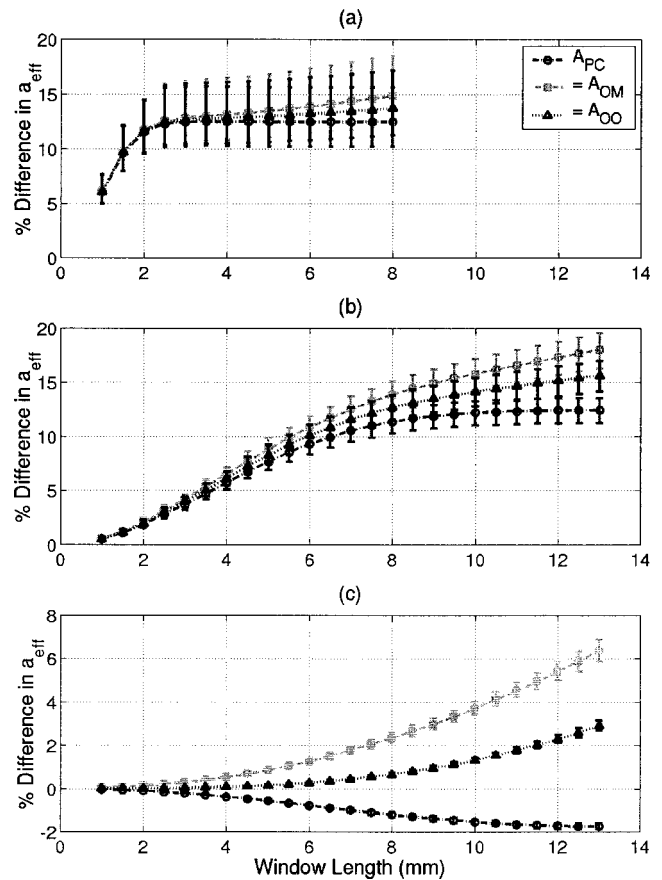 (a)
% Difference in a_eff
20
15
10
5
0
0 2 4 6 8 10 12 14
A_PC
= A_OM
= A_OO
(b)
% Difference in a_eff
20
15
10
5
0
0 2 4 6 8 10 12 14
(c)
% Difference in a_eff
8
6
4
2
0
-2
0 2 4 6 8 10 12 14
Window Length (mm)